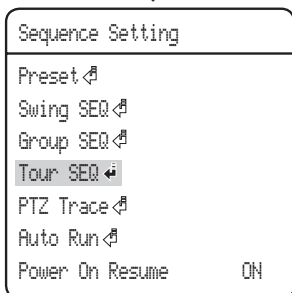 Sequence Setting
Preset
Swing SEQ
Group SEQ
Tour SEQ
PTZ Trace
Auto Run
Power On Resume ON